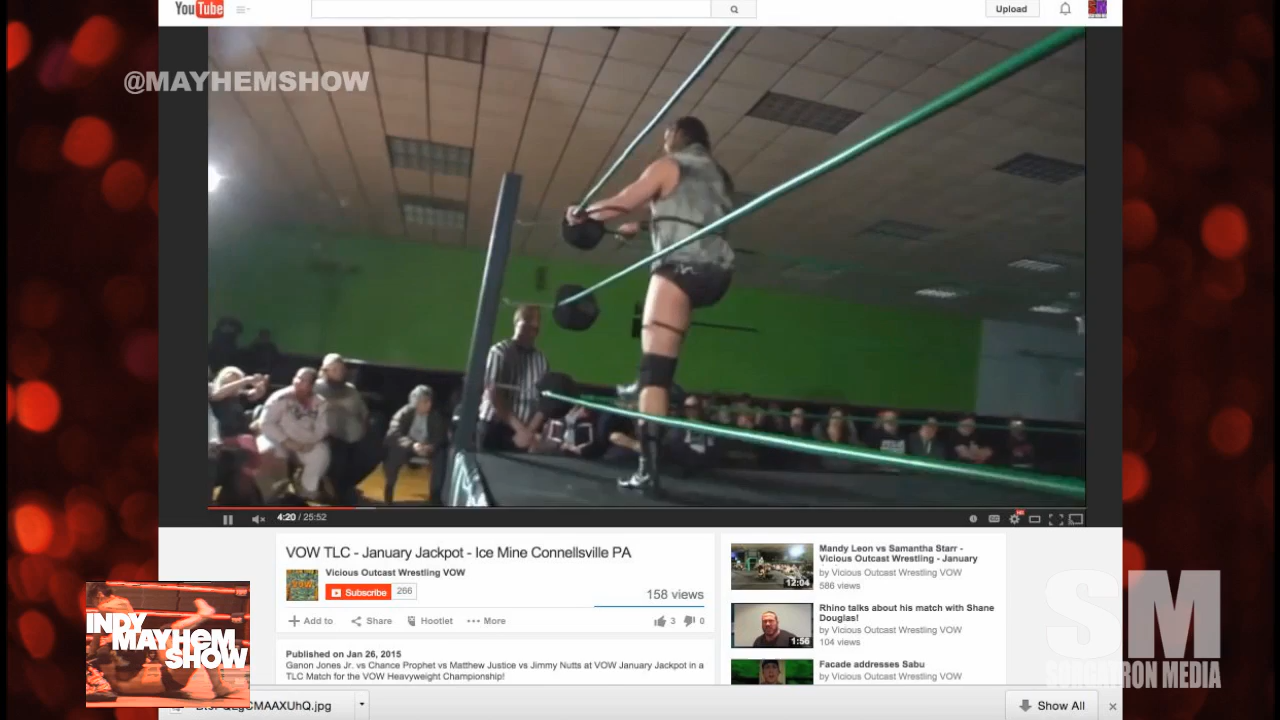 YouTube
Upload
@MAYHEMSHOW
4:20 / 25:52
HD
VOW TLC - January Jackpot - Ice Mine Connellsville PA
Vicious Outcast Wrestling VOW
Subscribe 266
158 views
Add to Share Hootlet More
3 0
Published on Jan 26, 2015
Ganon Jones Jr. vs Chance Prophet vs Matthew Justice vs Jimmy Nutts at VOW January Jackpot in a
TLC Match for the VOW Heavyweight Championship!
12:04
Mandy Leon vs Samantha Starr -
Vicious Outcast Wrestling - January
by Vicious Outcast Wrestling VOW
586 views
1:56
Rhino talks about his match with Shane
Douglas!
by Vicious Outcast Wrestling VOW
104 views
Facade addresses Sabu
by Vicious Outcast Wrestling VOW
INDY
MAYHEM
SHOW
SM
SORGATRON MEDIA
Show All